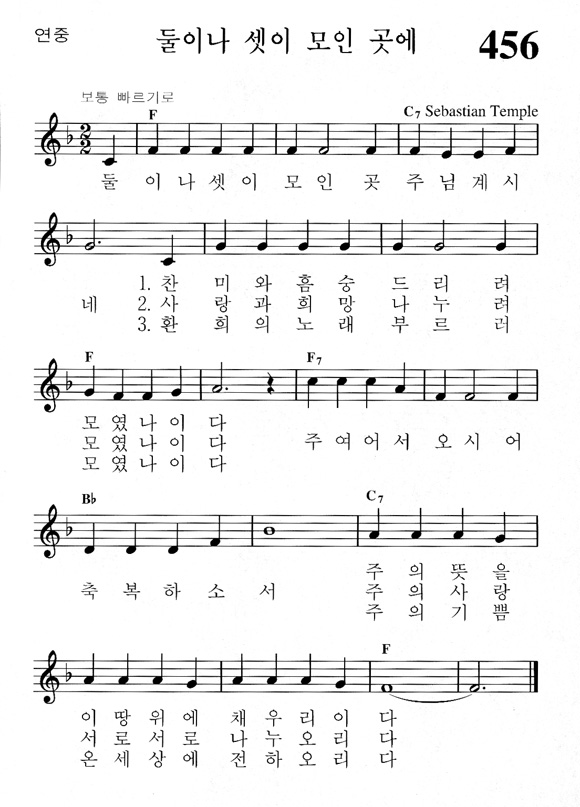 연중
둘이나 셋이 모인 곳에
456
보통 빠르기로
F
C7 Sebastian Temple
둘 이 나 셋 이 모 인 곳 주 님 계 시
1. 찬 미 와 흠 숭 드 리 려
네 2. 사 랑 과 희 망 나 누 려
3. 환 희 의 노 래 부 르 러
F
F7
모 였 나 이 다
모 였 나 이 다 주 여 어 서 오 시 어
모 였 나 이 다
Bb
C7
주 의 뜻 을
축 복 하 소 서 주 의 사 랑
주 의 기 쁨
F
이 땅 위 에 채 우 리 이 다
서 로 서 로 나 누 오 리 다
온 세 상 에 전 하 오 리 다